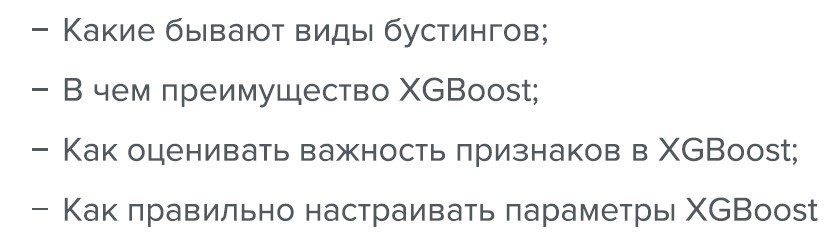 – Какие бывают виды бустингов;
– В чем преимущество XGBoost;
– Как оценивать важность признаков в XGBoost;
– Как правильно настраивать параметры XGBoost